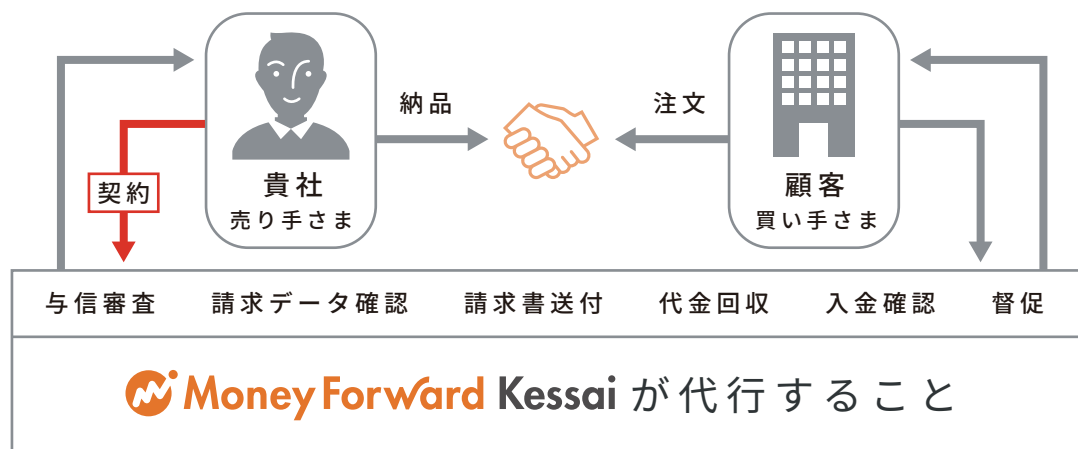 納品
注文
契約
貴社
売り手さま
顧客
買い手さま
与信審査 請求データ確認 請求書送付 代金回収 入金確認 督促
Money Forward Kessai が代行すること